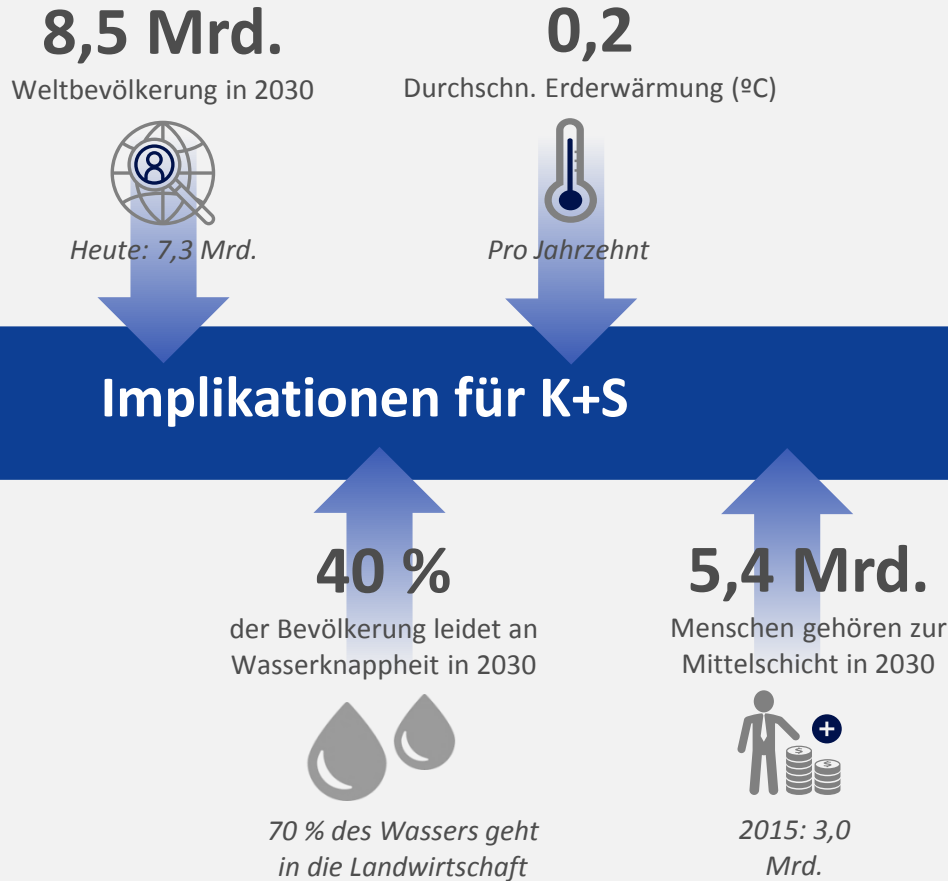 8,5 Mrd.
Weltbevölkerung in 2030
Heute: 7,3 Mrd.
0,2
Durchschn. Erderwärmung (ºC)
Pro Jahrzehnt
Implikationen für K+S
40 %
der Bevölkerung leidet an
Wasserknappheit in 2030
70 % des Wassers geht
in die Landwirtschaft
5,4 Mrd.
Menschen gehören zur
Mittelschicht in 2030
2015: 3,0
Mrd.